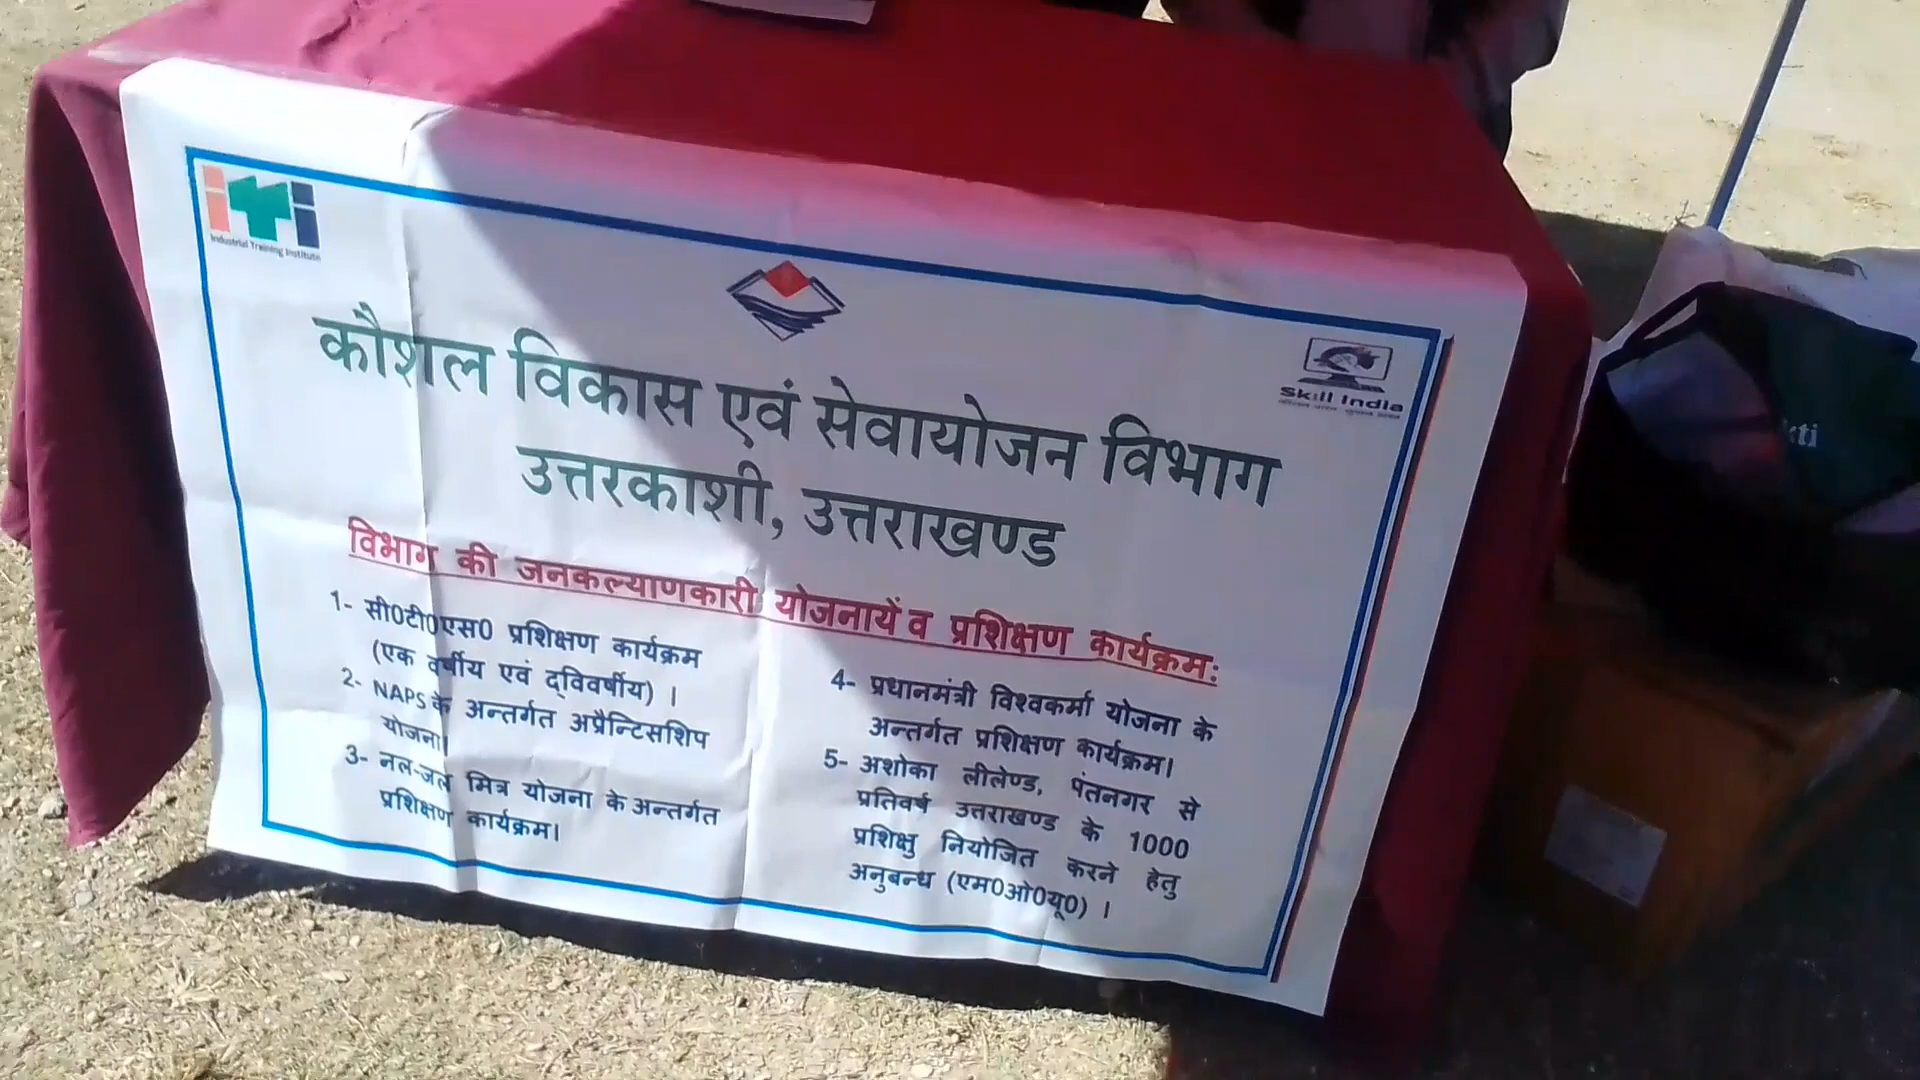 iTi
Industrial Training Institute
Skill India
कौशल विकास एवं सेवायोजन विभाग
उत्तरकाशी, उत्तराखण्ड
विभाग की जनकल्याणकारी योजनायें व प्रशिक्षण कार्यक्रम:
1- सी0टी0एस0 प्रशिक्षण कार्यक्रम
(एक वर्षीय एवं द्विवर्षीय) ।
2- NAPS के अन्तर्गत अप्रैन्टिसशिप
योजना।
3- नल-जल मित्र योजना के अन्तर्गत
प्रशिक्षण कार्यक्रम।
4- प्रधानमंत्री विश्वकर्मा योजना के
अन्तर्गत प्रशिक्षण कार्यक्रम।
5- अशोका लीलेण्ड, पंतनगर से
प्रतिवर्ष उत्तराखण्ड के 1000
प्रशिक्षु नियोजित करने हेतु
अनुबन्ध (एम0ओ0यू0) ।